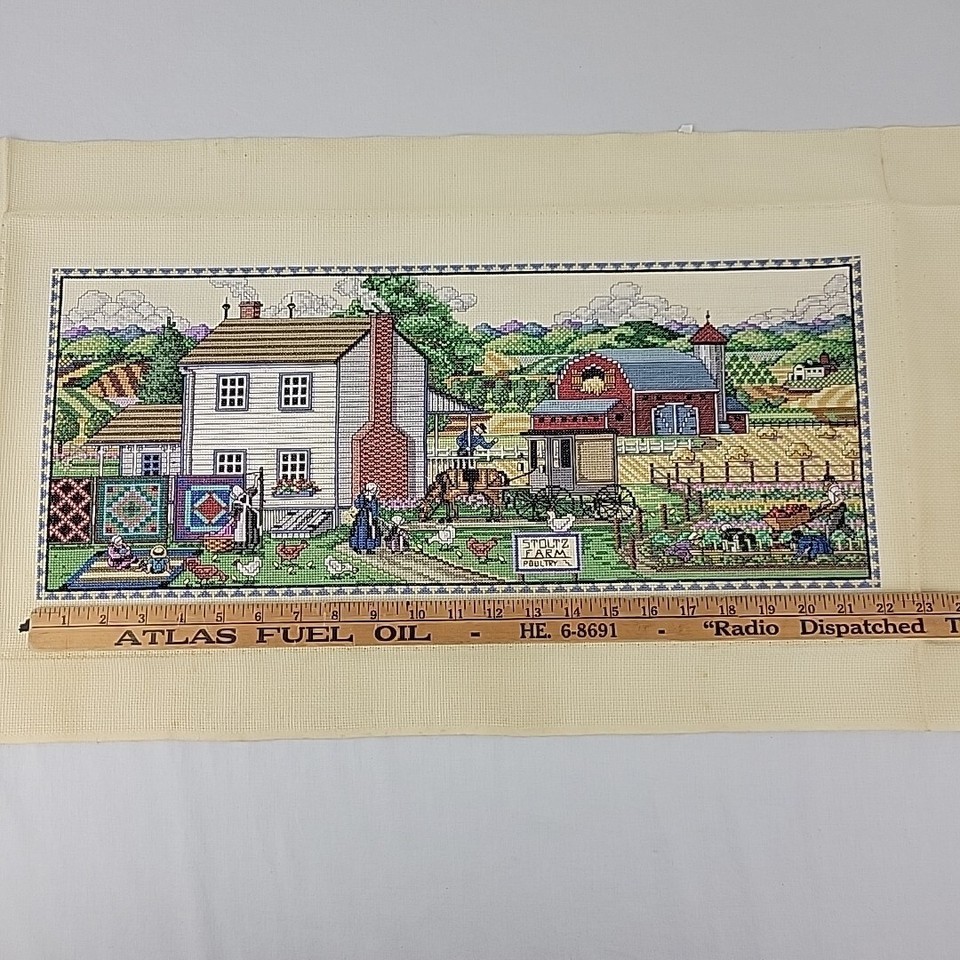 STOLTZ
FARM
POULTRY
1 2 3 4 5 6 7 8 9 10 11 12 13 14 15 16 17 18 19 20 21 22 23
ATLAS FUEL OIL - HE. 6-8691 - "Radio Dispatched T